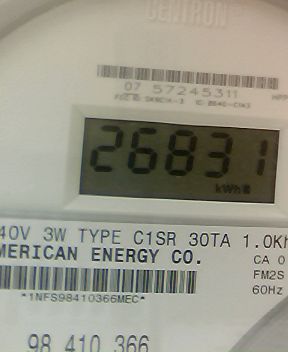 CENTRON®
07 57245311
26831
kWh
40V 3W TYPE C1SR 30TA 1.0Kh
MERICAN ENERGY CO.
CA 0
FM2S
60Hz
*1NFS98410366MEC*
98 410 366